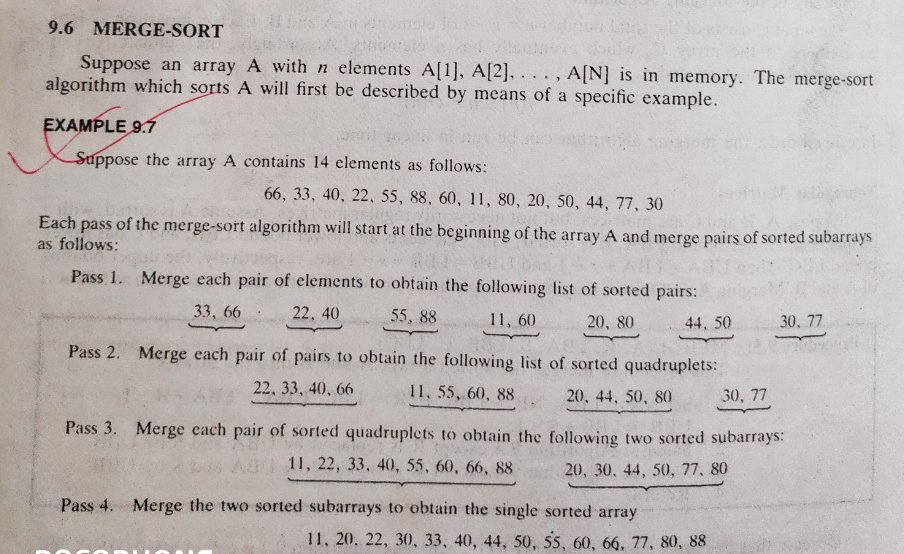 9.6 MERGE-SORT
Suppose an array A with n elements A[1], A[2], . . . , A[N] is in memory. The merge-sort
algorithm which sorts A will first be described by means of a specific example.
EXAMPLE 9.7
Suppose the array A contains 14 elements as follows:
66, 33, 40, 22, 55, 88, 60, 11, 80, 20, 50, 44, 77, 30
Each pass of the merge-sort algorithm will start at the beginning of the array A and merge pairs of sorted subarrays
as follows:
Pass 1. Merge each pair of elements to obtain the following list of sorted pairs:
33, 66 22, 40 55, 88 11, 60 20, 80 44, 50 30, 77
Pass 2. Merge each pair of pairs to obtain the following list of sorted quadruplets:
22, 33, 40, 66 11, 55, 60, 88 20, 44, 50, 80 30, 77
Pass 3. Merge each pair of sorted quadruplets to obtain the following two sorted subarrays:
11, 22, 33, 40, 55, 60, 66, 88 20, 30, 44, 50, 77, 80
Pass 4. Merge the two sorted subarrays to obtain the single sorted array
11, 20, 22, 30, 33, 40, 44, 50, 55, 60, 66, 77, 80, 88